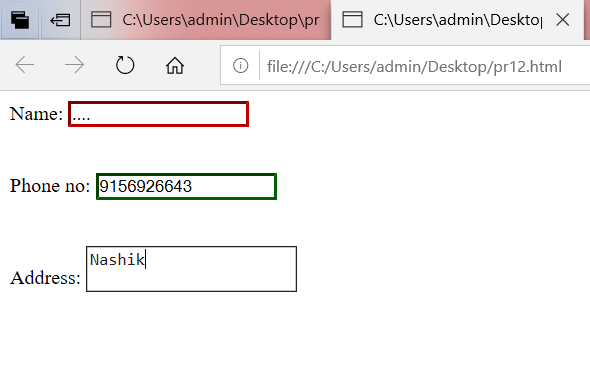 C:\Users\admin\Desktop\pr
C:\Users\admin\Desktop
file:///C:/Users/admin/Desktop/pr12.html
Name: ....
Phone no: 9156926643
Address: Nashik